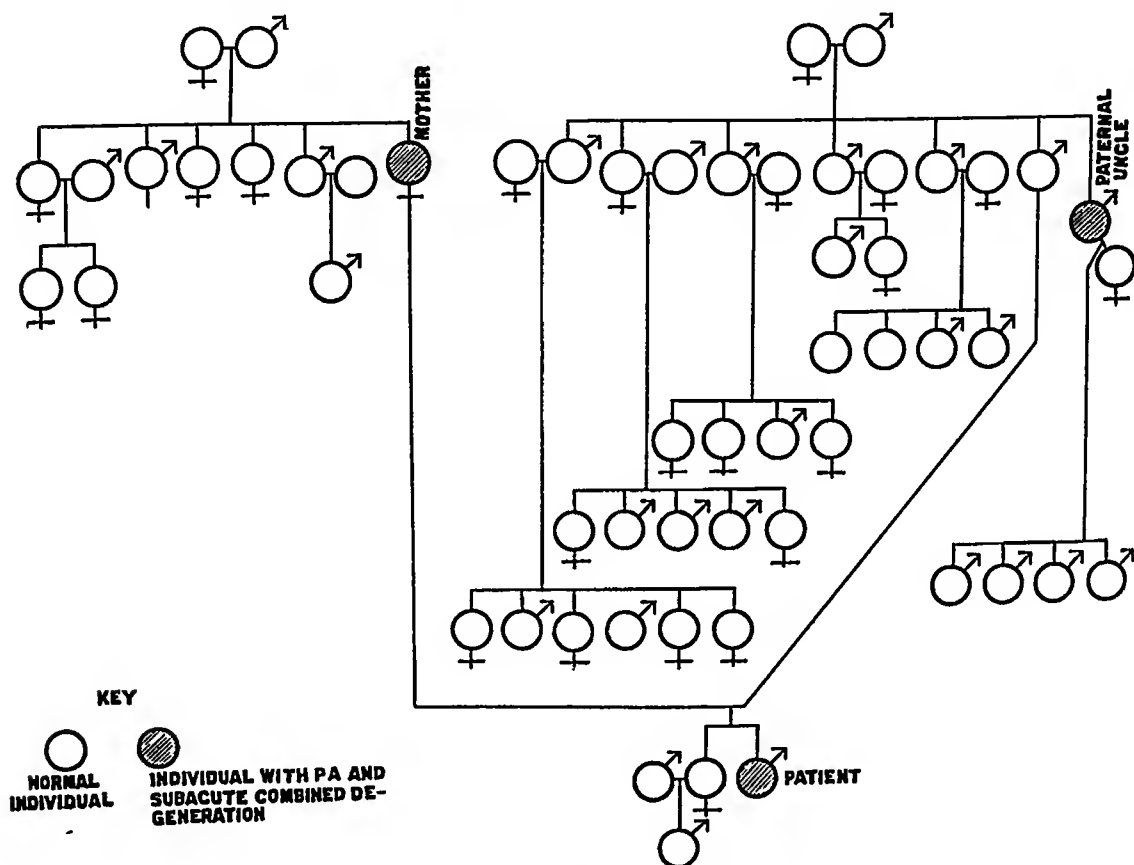 MOTHER
PATERNAL
UNCLE
KEY
NORMAL
INDIVIDUAL
INDIVIDUAL WITH PA AND
SUBACUTE COMBINED DE-
GENERATION
PATIENT